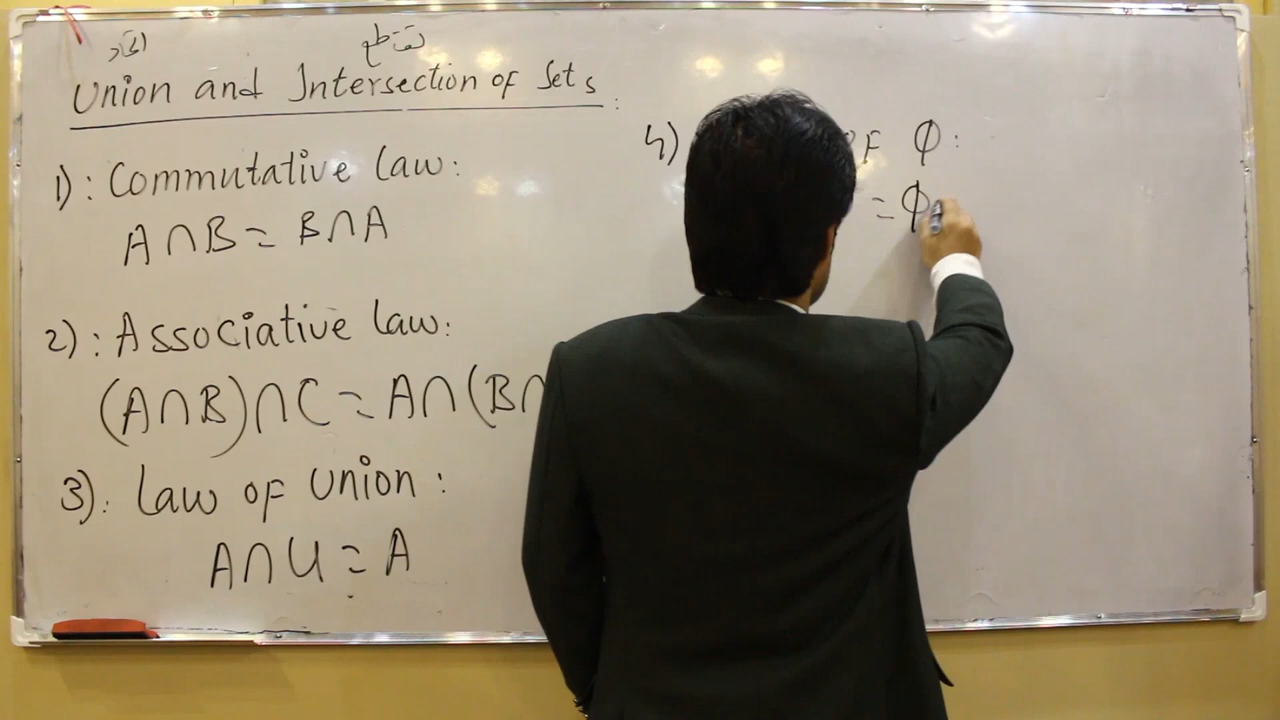 اتحاد تقاطع
Union and Intersection of Sets :
1) : Commutative law :
A∩B = B∩A
2) : Associative law :
(A∩B)∩C = A∩(B∩
3) : law of Union :
A∩U = A
4) OF φ :
= φ